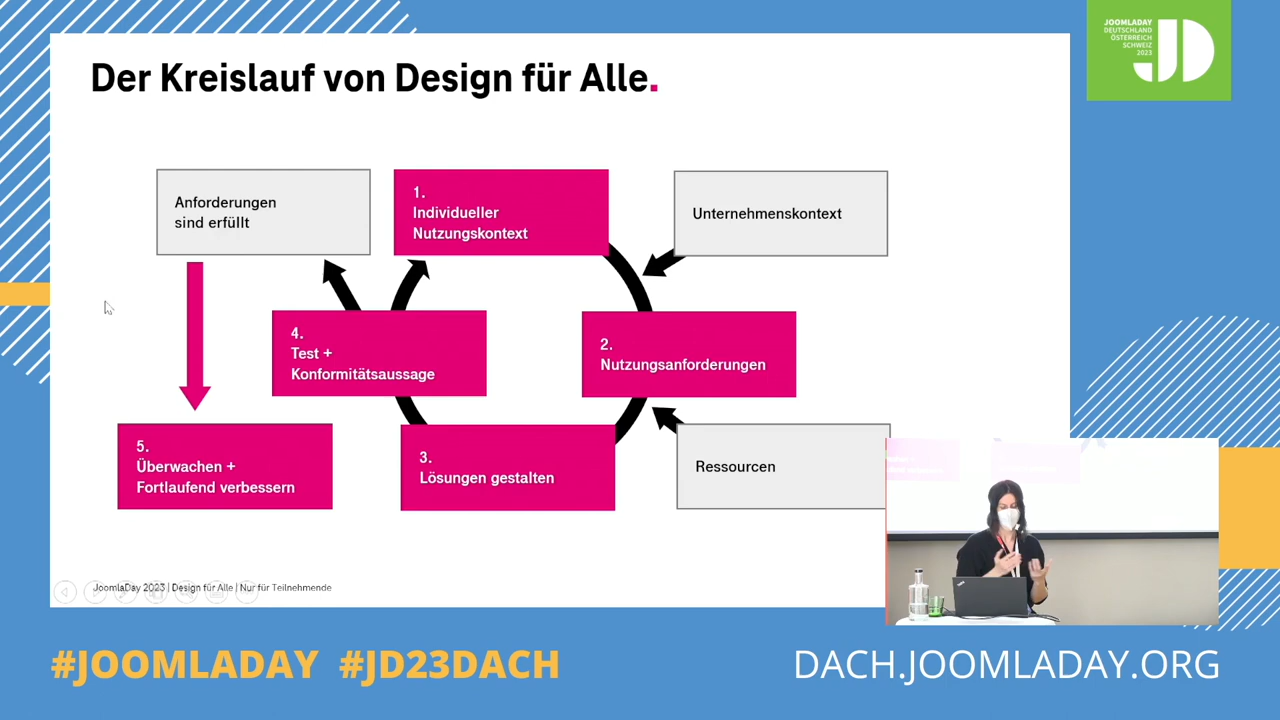 JOOMLADAY
DEUTSCHLAND
ÖSTERREICH
SCHWEIZ
2023
JD
Der Kreislauf von Design für Alle.
Anforderungen
sind erfüllt
1.
Individueller
Nutzungskontext
Unternehmenskontext
4.
Test +
Konformitätsaussage
2.
Nutzungsanforderungen
5.
Überwachen +
Fortlaufend verbessern
3.
Lösungen gestalten
Ressourcen
JoomlaDay 2023 | Design für Alle | Nur für Teilnehmende
#JOOMLADAY #JD23DACH
DACH.JOOMLADAY.ORG